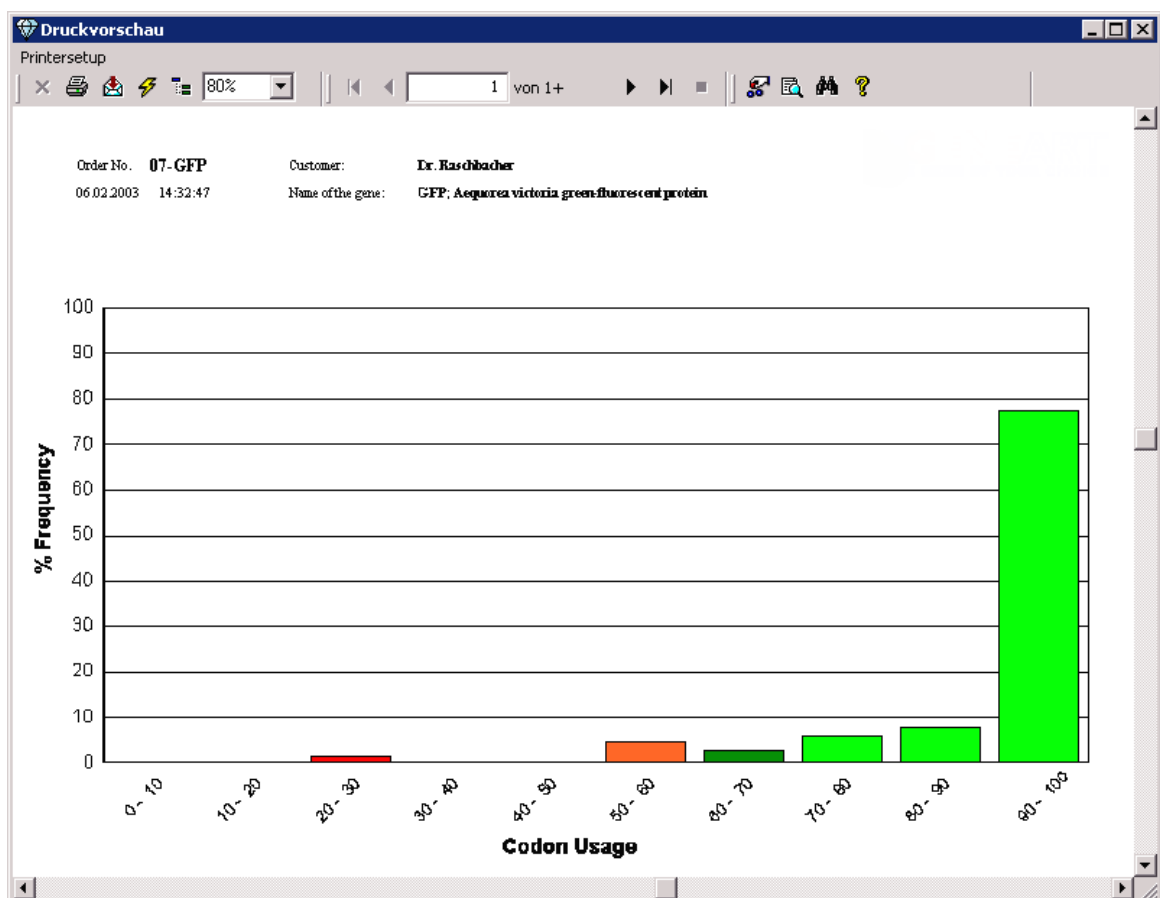 Druckvorschau
Printersetup
80% 1 von 1+
Order No. 07-GFP Customer: Dr. Raschbacher
06.02.2003 14:32:47 Name of the gene: GFP; Aequorea victoria green-fluorescent protein
100
90
80
70
60
50
40
30
20
10
0
% Frequency
0- 10 10- 20 20- 30 30- 40 40- 50 50- 60 60- 70 70- 80 80- 90 90- 100
Codon Usage